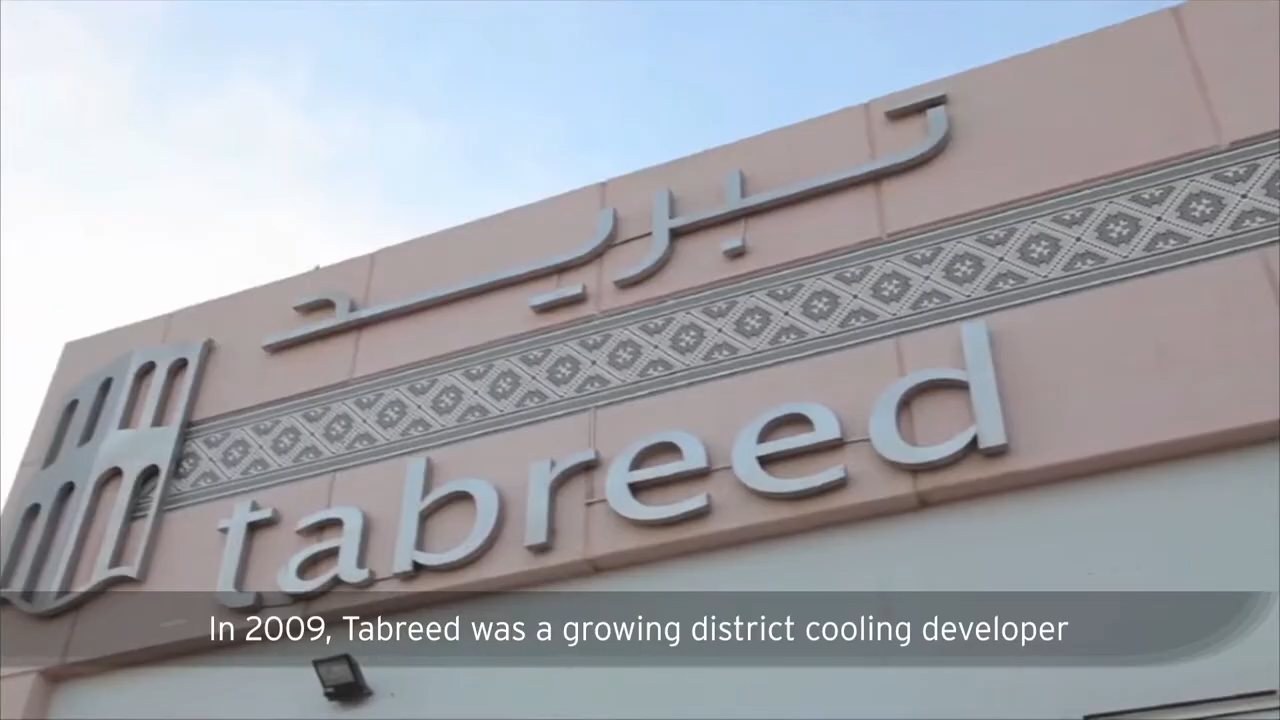 تبريد
tabreed
In 2009, Tabreed was a growing district cooling developer